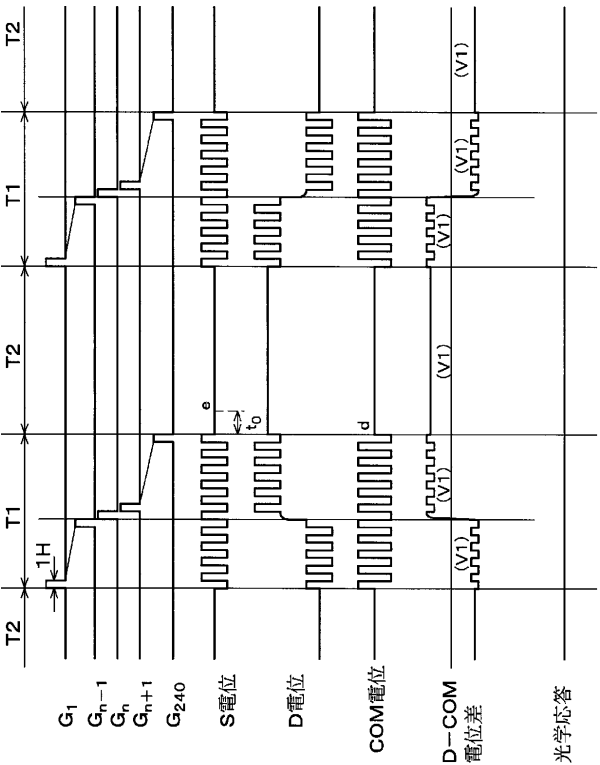 T2
T1
T2
T1
T2
1H
G1
Gn−1
Gn
Gn+1
G240
S電位
e
t0
D電位
COM電位
d
D−COM
電位差
(V1)
(V1)
(V1)
(V1)
(V1)
(V1)
光学応答